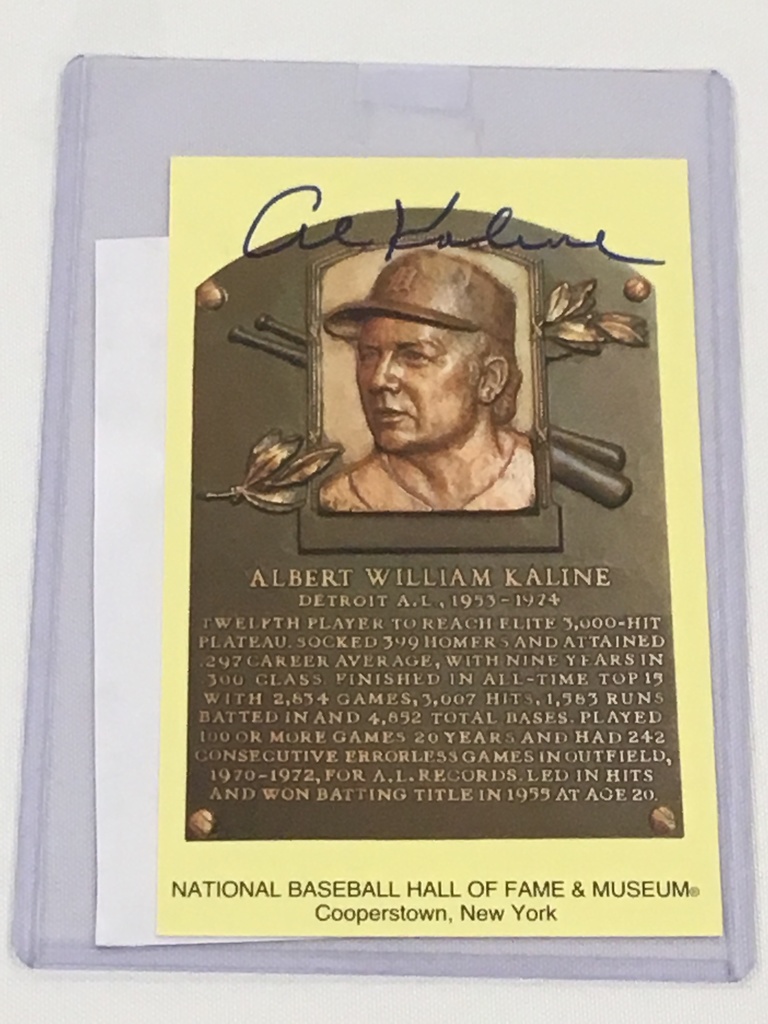 Al Kaline
ALBERT WILLIAM KALINE
DETROIT A.L., 1953-1974
TWELFTH PLAYER TO REACH ELITE 3,000-HIT
PLATEAU. SOCKED 399 HOMERS AND ATTAINED
.297 CAREER AVERAGE, WITH NINE YEARS IN
.300 CLASS. FINISHED IN ALL-TIME TOP 15
WITH 2,834 GAMES, 3,007 HITS, 1,583 RUNS
BATTED IN AND 4,852 TOTAL BASES. PLAYED
100 OR MORE GAMES 20 YEARS AND HAD 242
CONSECUTIVE ERRORLESS GAMES IN OUTFIELD,
1970-1972, FOR A.L. RECORDS. LED IN HITS
AND WON BATTING TITLE IN 1955 AT AGE 20.
NATIONAL BASEBALL HALL OF FAME & MUSEUM®
Cooperstown, New York